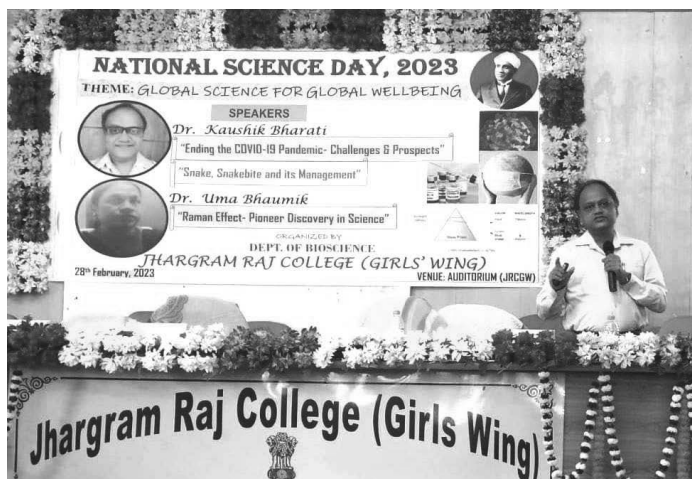 NATIONAL SCIENCE DAY, 2023
THEME: GLOBAL SCIENCE FOR GLOBAL WELLBEING
SPEAKERS
Dr. Kaushik Bharati
"Ending the COVID-19 Pandemic- Challenges & Prospects"
"Snake, Snakebite and its Management"
Dr. Uma Bhaumik
"Raman Effect- Pioneer Discovery in Science"
ORGANIZED BY
DEPT. OF BIOSCIENCE
JHARGRAM RAJ COLLEGE (GIRLS' WING)
28th February, 2023
VENUE: AUDITORIUM (JRCGW)
Jhargram Raj College (Girls Wing)